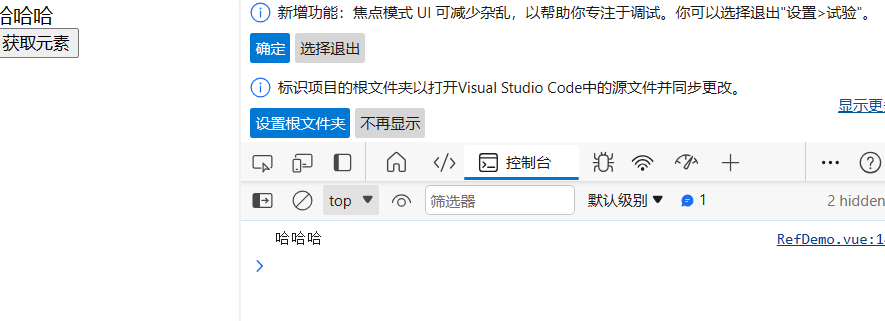 哈哈哈
获取元素
新增功能：焦点模式 UI 可减少杂乱，以帮助你专注于调试。你可以选择退出"设置>试验"。
确定 选择退出
标识项目的根文件夹以打开Visual Studio Code中的源文件并同步更改。
显示更
设置根文件夹 不再显示
控制台
top 筛选器 默认级别 1 2 hidden
哈哈哈 RefDemo.vue:1